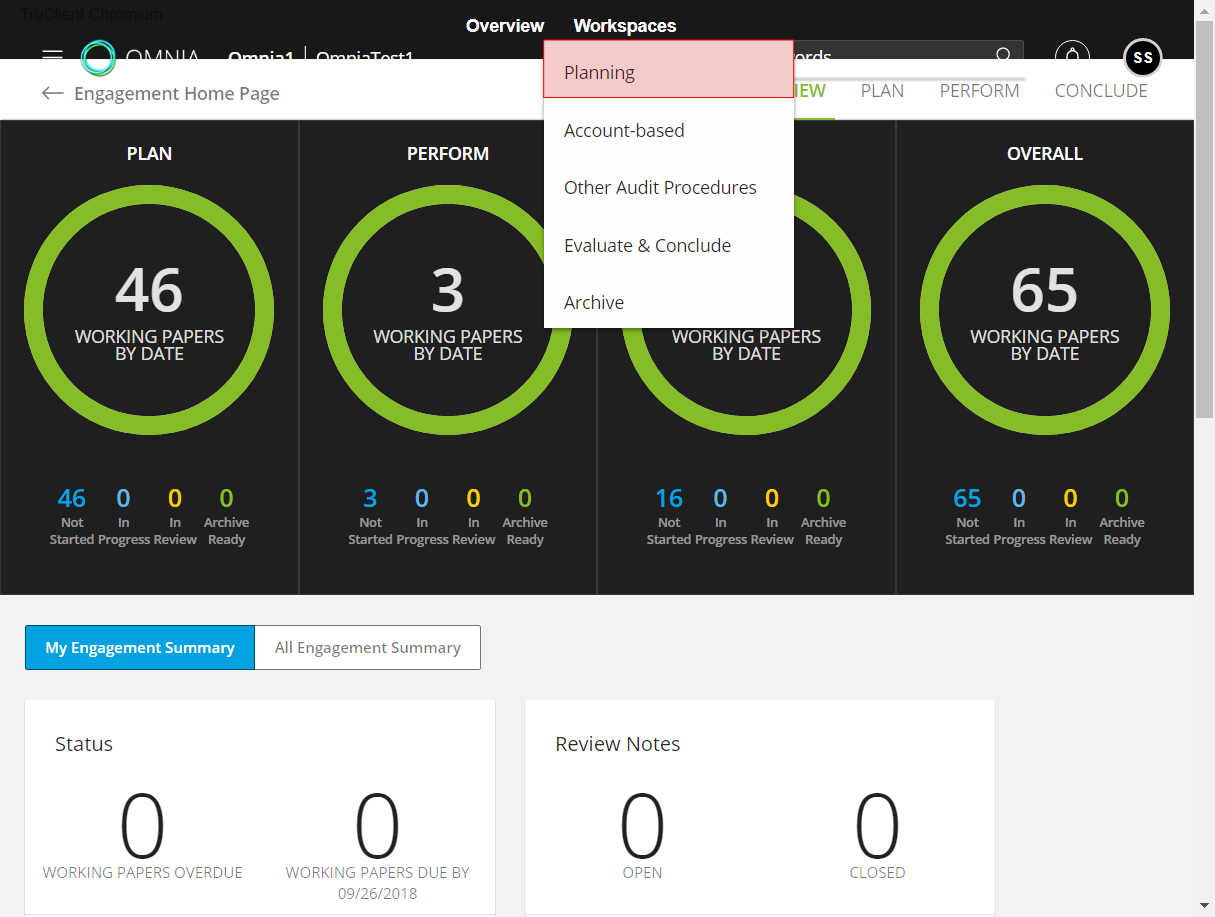 TruClient Chromium
Overview Workspaces
OMNIA Omnia1 OmniaTest1
SS
Planning
Account-based
Other Audit Procedures
Evaluate & Conclude
Archive
Engagement Home Page
PLAN PERFORM CONCLUDE
PLAN
46
WORKING PAPERS
BY DATE
46 0 0 0
Not In In Archive
Started Progress Review Ready
PERFORM
3
WORKING PAPERS
BY DATE
3 0 0 0
Not In In Archive
Started Progress Review Ready
WORKING PAPERS
BY DATE
16 0 0 0
Not In In Archive
Started Progress Review Ready
OVERALL
65
WORKING PAPERS
BY DATE
65 0 0 0
Not In In Archive
Started Progress Review Ready
My Engagement Summary All Engagement Summary
Status
0 0
WORKING PAPERS OVERDUE WORKING PAPERS DUE BY
09/26/2018
Review Notes
0 0
OPEN CLOSED